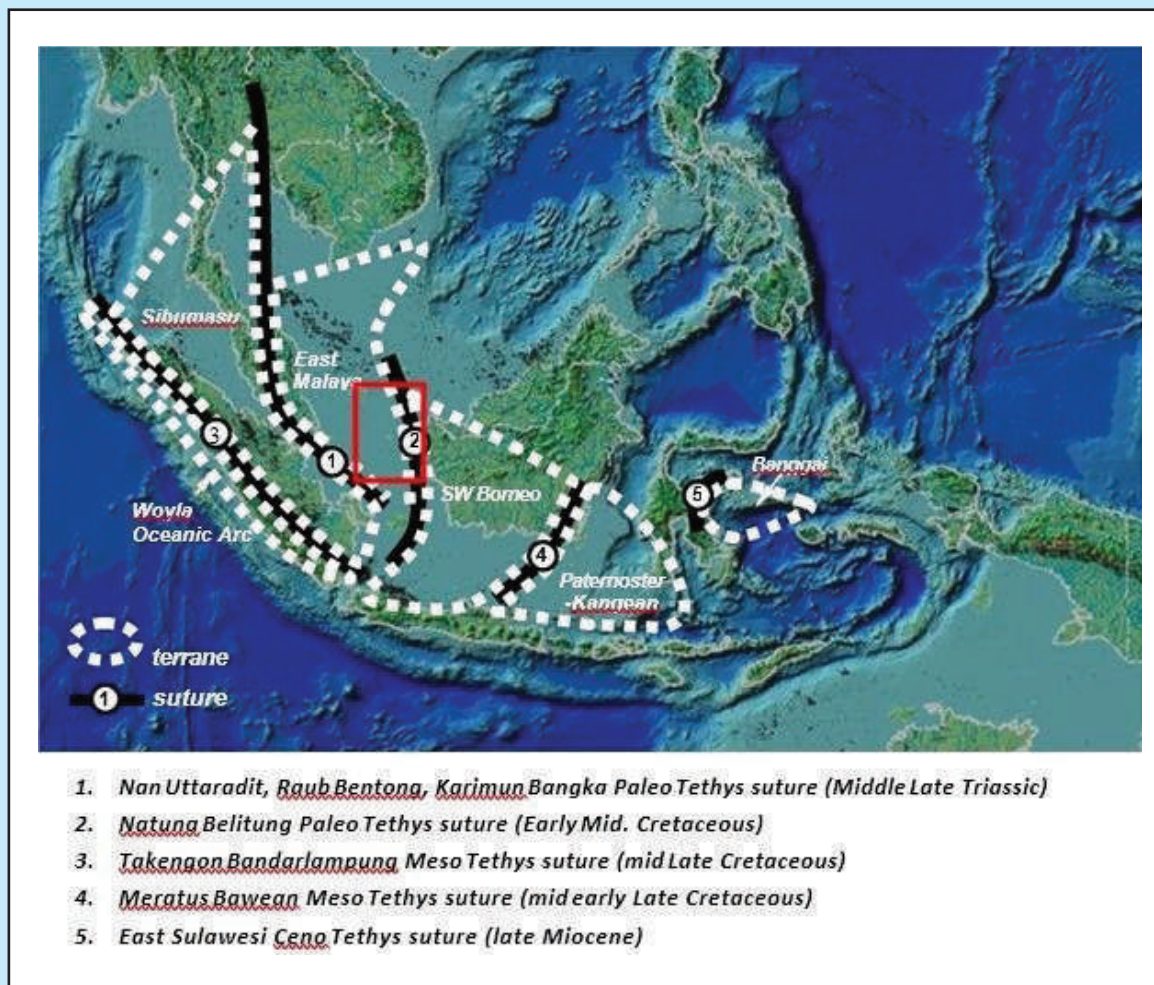 Sibumasu
East
Malaya
3
1
2
Banggai
SW Borneo
5
Woyla
Oceanic Arc
4
Paternoster
-Kangean
terrane
1 suture
1. Nan Uttaradit, Raub Bentong, Karimun Bangka Paleo Tethys suture (Middle Late Triassic)
2. Natuna Belitung Paleo Tethys suture (Early Mid. Cretaceous)
3. Takengon Bandarlampung Meso Tethys suture (mid Late Cretaceous)
4. Meratus Bawean Meso Tethys suture (mid early Late Cretaceous)
5. East Sulawesi Ceno Tethys suture (late Miocene)